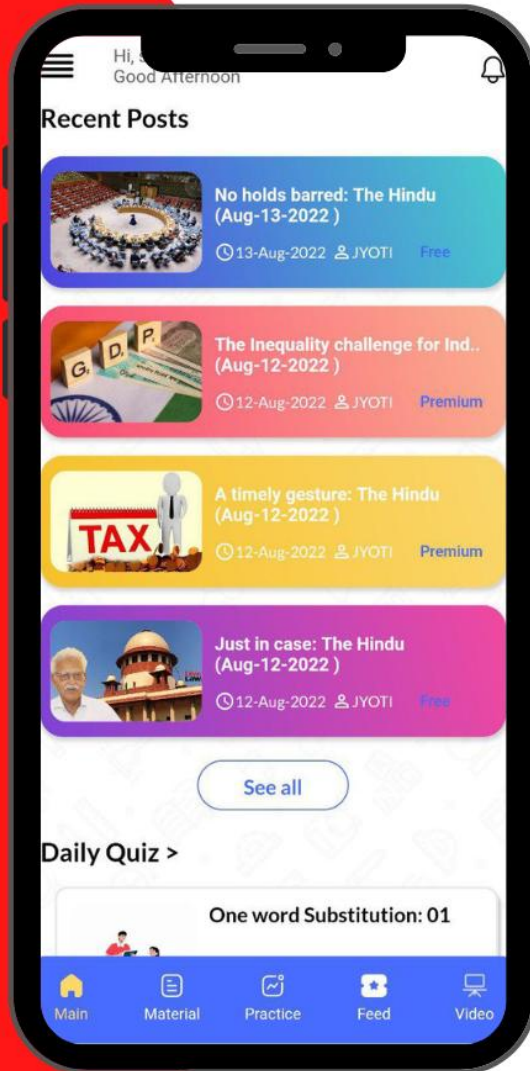 Hi,
Good Afternoon
Recent Posts
No holds barred: The Hindu
(Aug-13-2022 )
13-Aug-2022 JYOTI Free
G D P
The Inequality challenge for Ind..
(Aug-12-2022 )
12-Aug-2022 JYOTI Premium
TAX
A timely gesture: The Hindu
(Aug-12-2022 )
12-Aug-2022 JYOTI Premium
Just in case: The Hindu
(Aug-12-2022 )
12-Aug-2022 JYOTI Free
See all
Daily Quiz >
One word Substitution: 01
Main Material Practice Feed Video